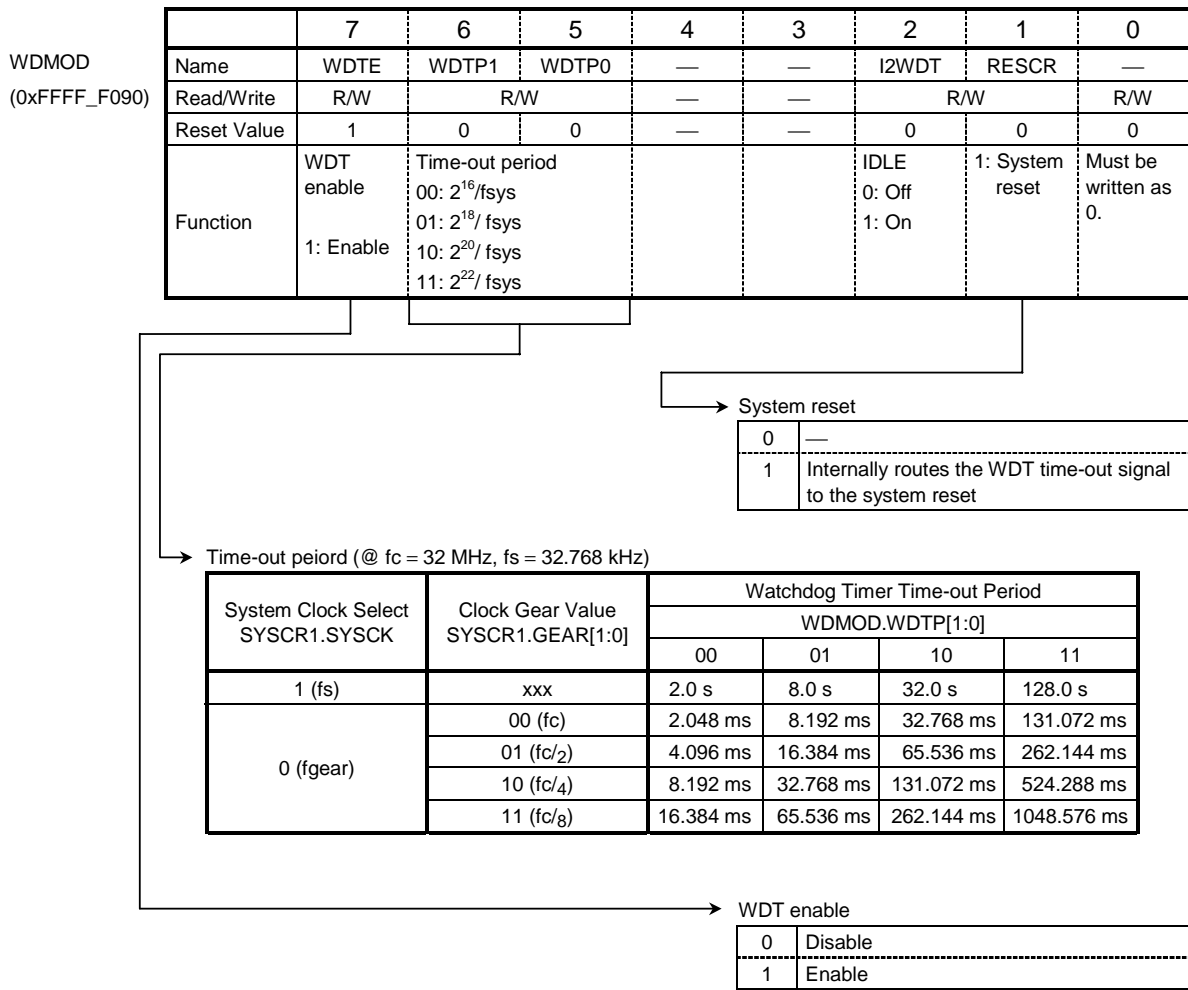 7 6 5 4 3 2 1 0
WDMOD
(0xFFFF_F090)
Name WDTE WDTP1 WDTP0 — — I2WDT RESCR —
Read/Write R/W R/W — — R/W R/W
Reset Value 1 0 0 — — 0 0 0
Function
WDT
enable
1: Enable
Time-out period
00: 2^16/fsys
01: 2^18/ fsys
10: 2^20/ fsys
11: 2^22/ fsys
IDLE
0: Off
1: On
1: System
reset
Must be
written as
0.
System reset
0 —
1 Internally routes the WDT time-out signal
to the system reset
Time-out peiord (@ fc = 32 MHz, fs = 32.768 kHz)
System Clock Select
SYSCR1.SYSCK
Clock Gear Value
SYSCR1.GEAR[1:0]
Watchdog Timer Time-out Period
WDMOD.WDTP[1:0]
00 01 10 11
1 (fs) xxx 2.0 s 8.0 s 32.0 s 128.0 s
0 (fgear)
00 (fc) 2.048 ms 8.192 ms 32.768 ms 131.072 ms
01 (fc/2) 4.096 ms 16.384 ms 65.536 ms 262.144 ms
10 (fc/4) 8.192 ms 32.768 ms 131.072 ms 524.288 ms
11 (fc/8) 16.384 ms 65.536 ms 262.144 ms 1048.576 ms
WDT enable
0 Disable
1 Enable